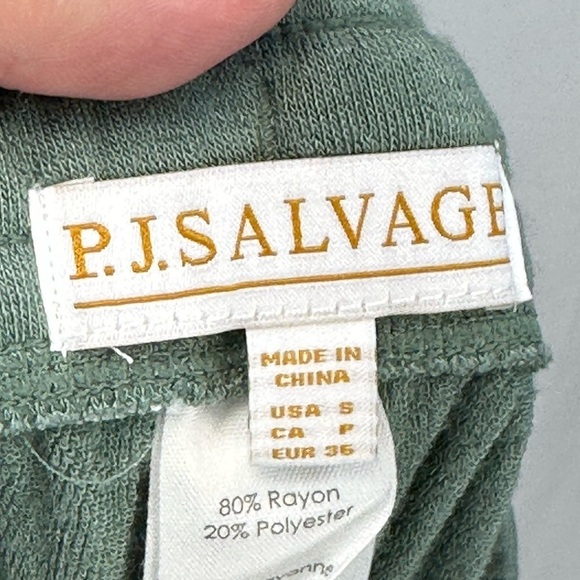 P.J.SALVAGE
MADE IN
CHINA
USA S
CA P
EUR 36
80% Rayon
20% Polyester